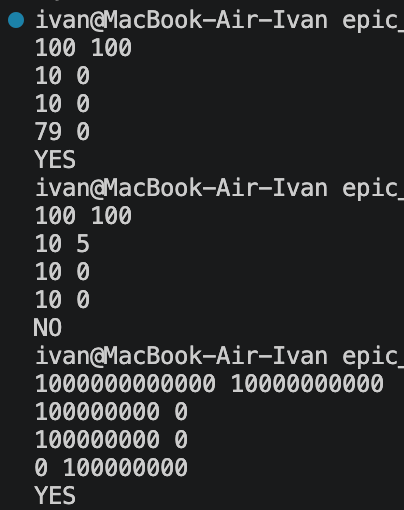 ivan@MacBook-Air-Ivan epic_
100 100
10 0
10 0
79 0
YES
ivan@MacBook-Air-Ivan epic_
100 100
10 5
10 0
10 0
NO
ivan@MacBook-Air-Ivan epic_
1000000000000 10000000000
100000000 0
100000000 0
0 100000000
YES